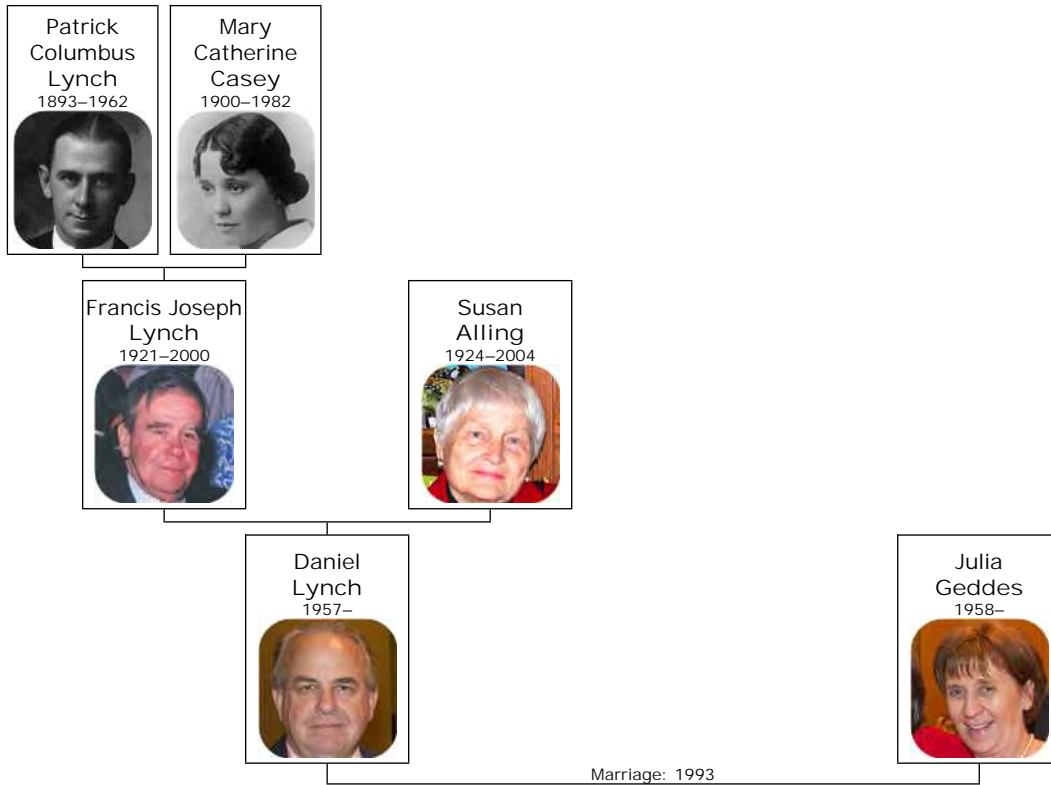 Patrick
Columbus
Lynch
1893–1962
Mary
Catherine
Casey
1900–1982
Francis Joseph
Lynch
1921–2000
Susan
Alling
1924–2004
Daniel
Lynch
1957–
Julia
Geddes
1958–
Marriage: 1993